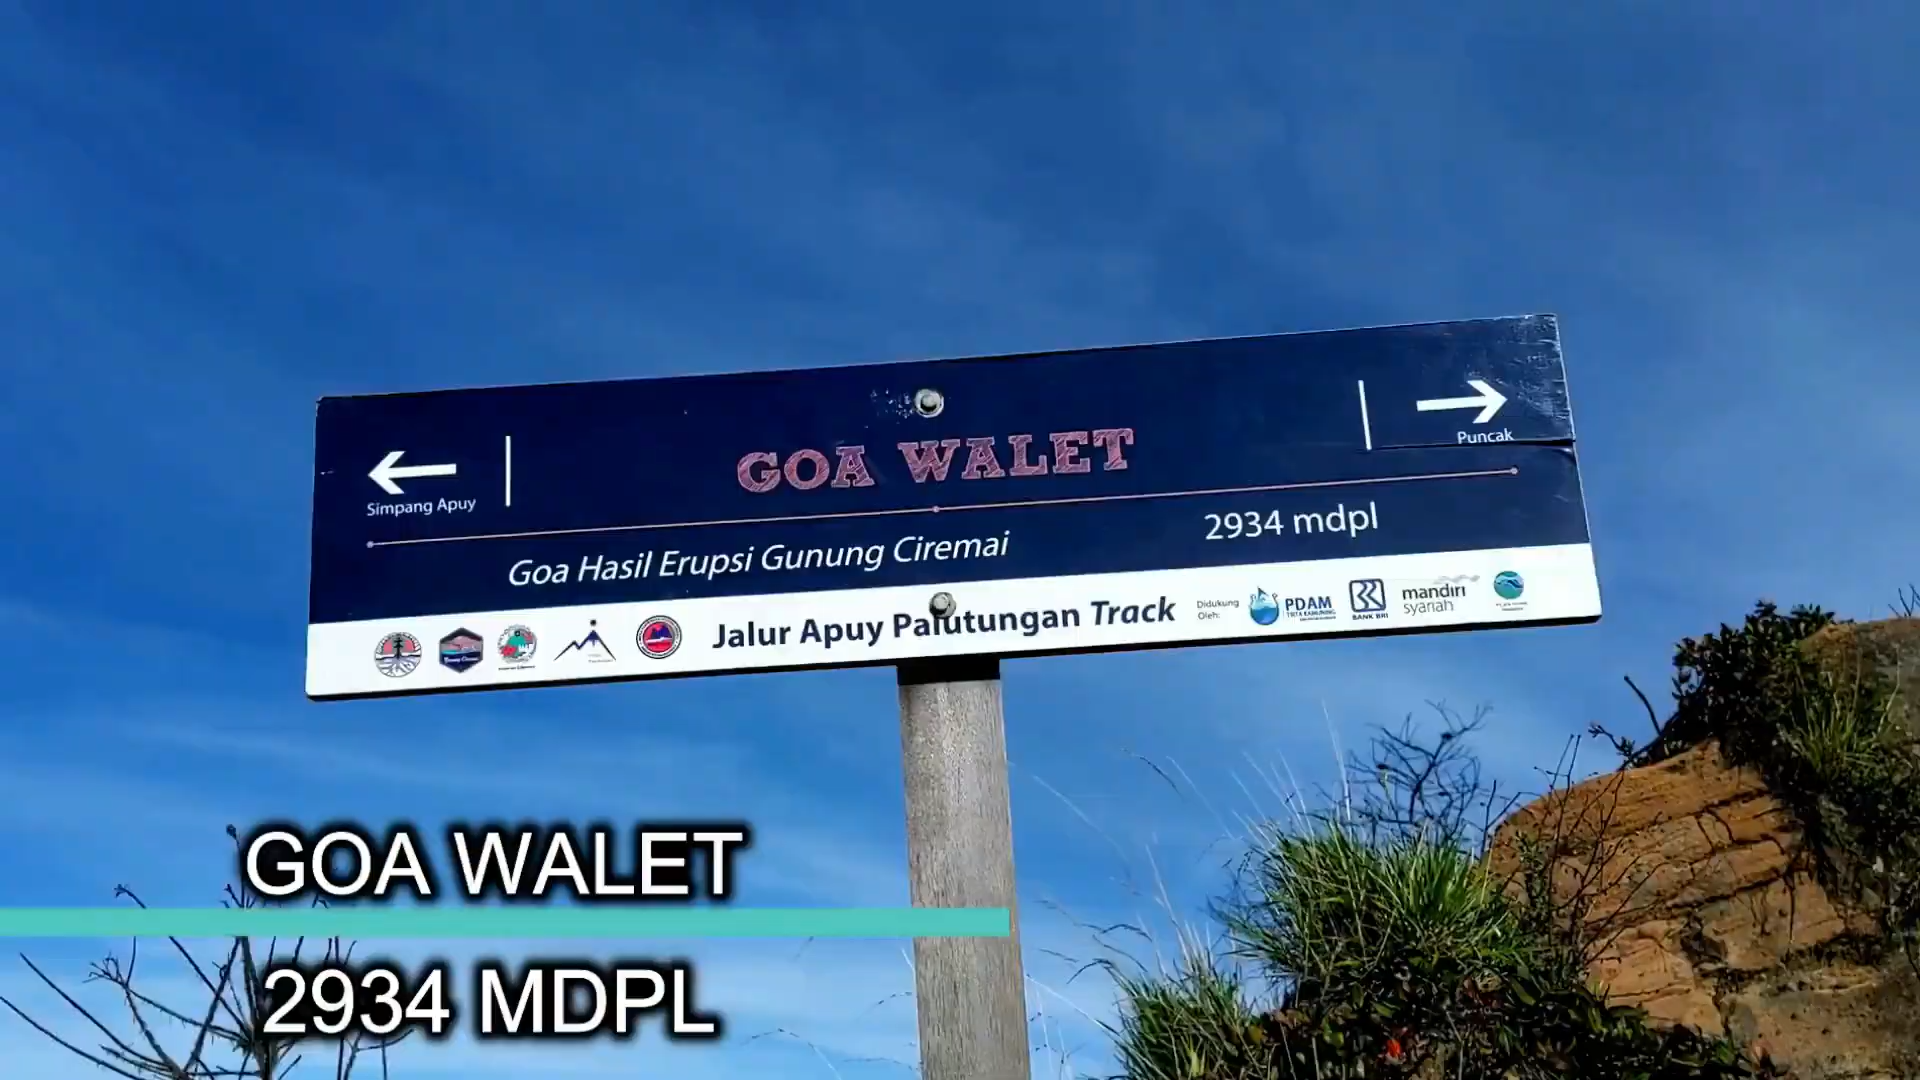 GOA WALET
Simpang Apuy
Puncak
Goa Hasil Erupsi Gunung Ciremai
2934 mdpl
Jalur Apuy Palutungan Track
Didukung
Oleh:
PDAM
BANK BRI
mandiri
syariah
GOA WALET
2934 MDPL